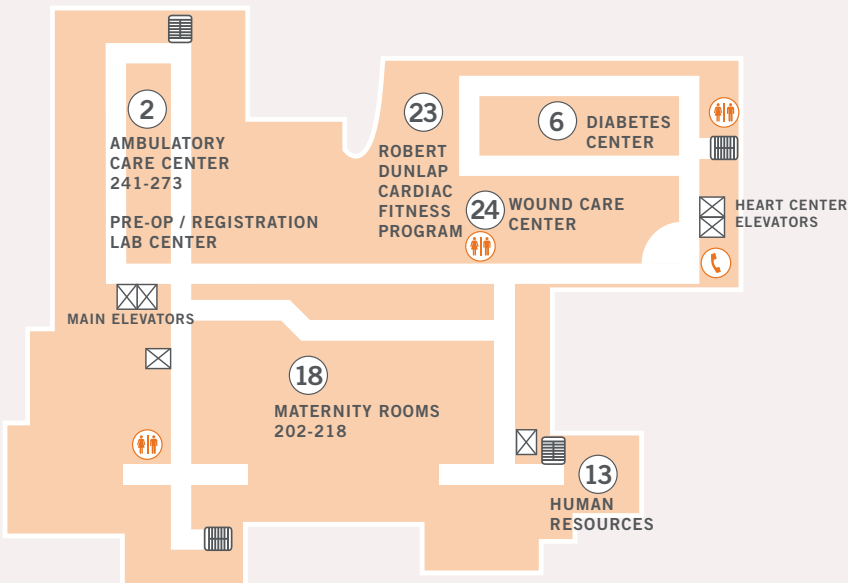 2
AMBULATORY
CARE CENTER
241-273
PRE-OP / REGISTRATION
LAB CENTER
23
ROBERT
DUNLAP
CARDIAC
FITNESS
PROGRAM
6
DIABETES
CENTER
24
WOUND CARE
CENTER
HEART CENTER
ELEVATORS
MAIN ELEVATORS
18
MATERNITY ROOMS
202-218
13
HUMAN
RESOURCES